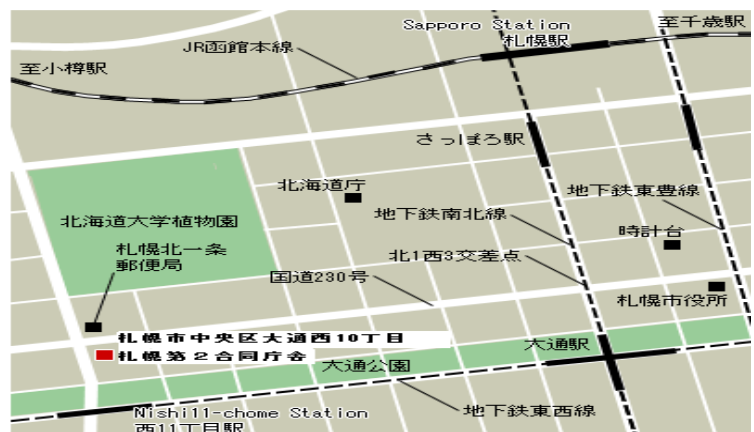 Sapporo Station
札幌駅
至千歳駅
JR函館本線
至小樽駅
さっぽろ駅
北海道庁
地下鉄東豊線
北海道大学植物園
地下鉄南北線
時計台
札幌北一条
郵便局
北1西3交差点
国道230号
札幌市役所
札幌市中央区大通西10丁目
札幌第2合同庁舎
大通駅
大通公園
Nishi11-chome Station
西11丁目駅
地下鉄東西線